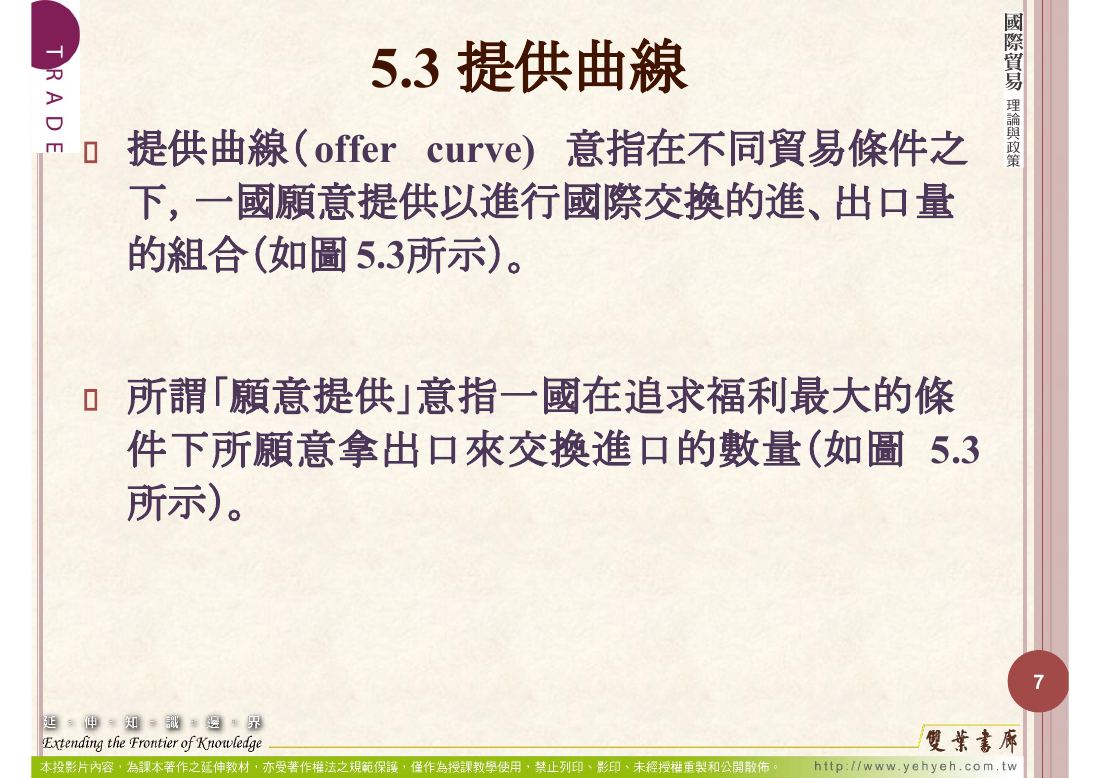 TRADE
國際貿易 理論與政策
5.3 提供曲線
提供曲線（offer curve) 意指在不同貿易條件之
下，一國願意提供以進行國際交換的進、出口量
的組合（如圖 5.3所示）。
所謂「願意提供」意指一國在追求福利最大的條
件下所願意拿出口來交換進口的數量（如圖 5.3
所示）。
7
延‧伸‧知‧識‧邊‧界
Extending the Frontier of Knowledge
雙葉書廊
本投影片內容，為課本著作之延伸教材，亦受著作權法之規範保護，僅作為授課教學使用，禁止列印、影印、未經授權重製和公開散佈。
http://www.yehyeh.com.tw